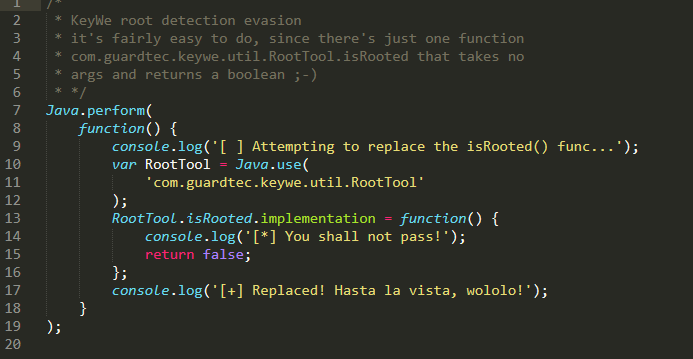 1 /*
2 * KeyWe root detection evasion
3 * it's fairly easy to do, since there's just one function
4 * com.guardtec.keywe.util.RootTool.isRooted that takes no
5 * args and returns a boolean ;-)
6 * */
7 Java.perform(
8 function() {
9 console.log('[ ] Attempting to replace the isRooted() func...');
10 var RootTool = Java.use(
11 'com.guardtec.keywe.util.RootTool'
12 );
13 RootTool.isRooted.implementation = function() {
14 console.log('[*] You shall not pass!');
15 return false;
16 };
17 console.log('[+] Replaced! Hasta la vista, wololo!');
18 }
19 );
20